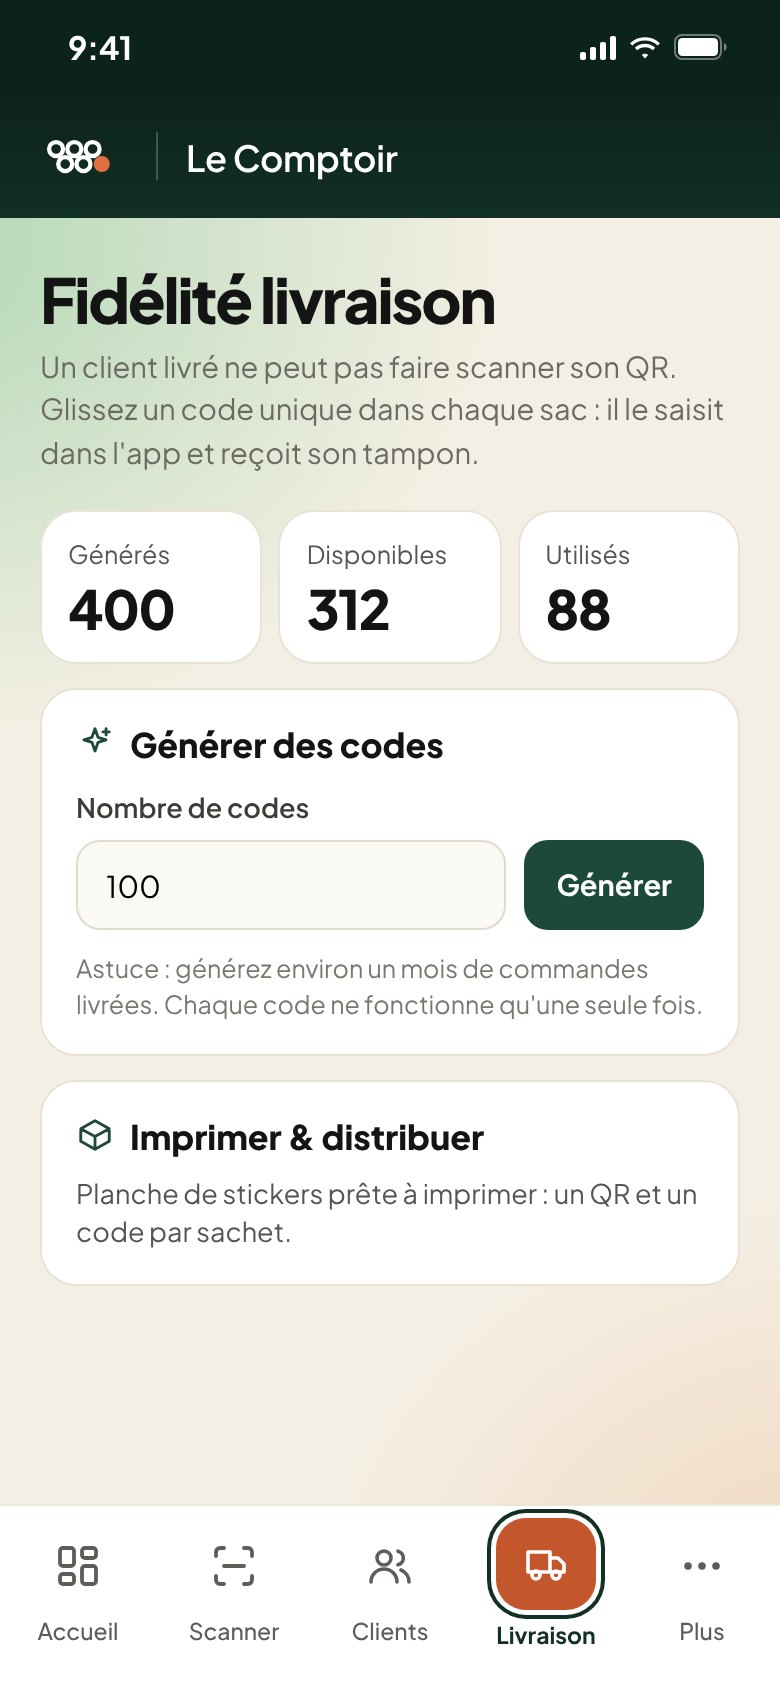 9:41
Le Comptoir
Fidélité livraison
Un client livré ne peut pas faire scanner son QR.
Glissez un code unique dans chaque sac : il le saisit
dans l'app et reçoit son tampon.
Générés
400
Disponibles
312
Utilisés
88
Générer des codes
Nombre de codes
100
Générer
Astuce : générez environ un mois de commandes
livrées. Chaque code ne fonctionne qu'une seule fois.
Imprimer & distribuer
Planche de stickers prête à imprimer : un QR et un
code par sachet.
Accueil
Scanner
Clients
Livraison
Plus